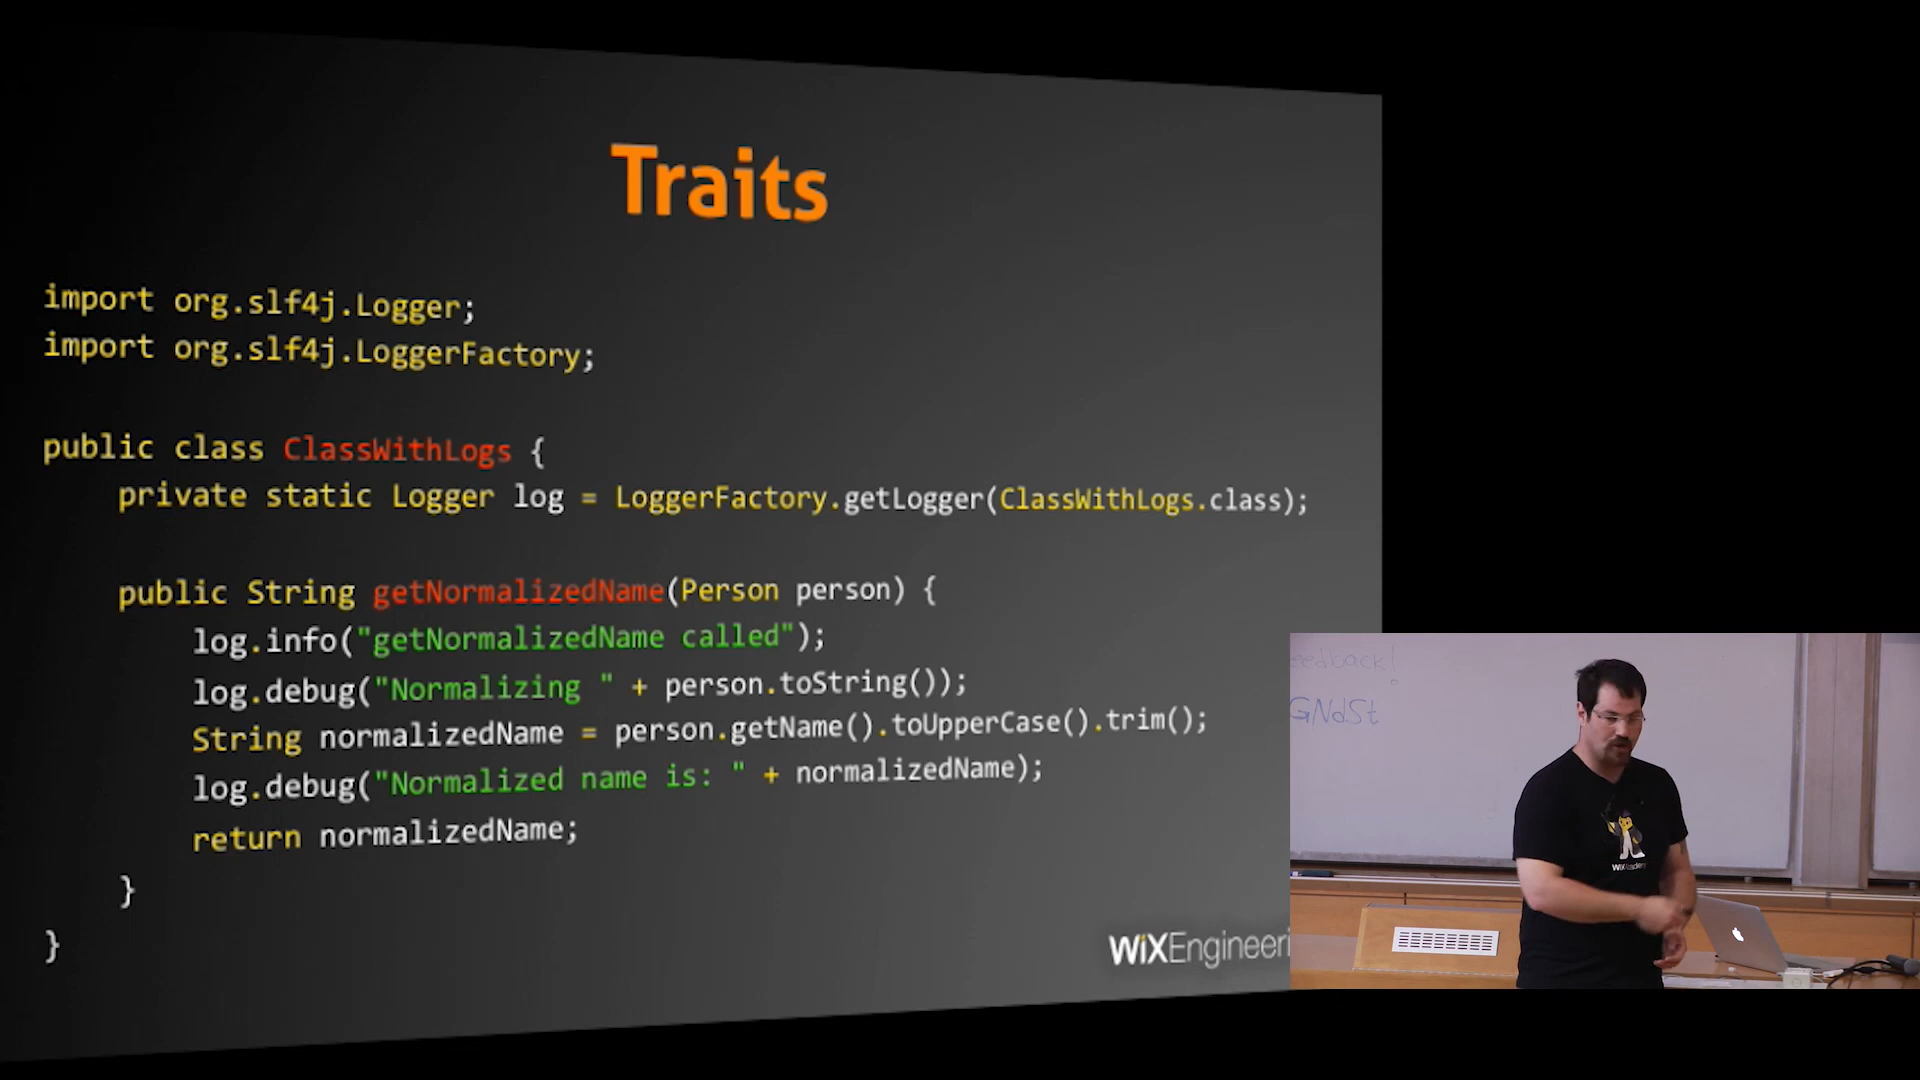 Traits
import org.slf4j.Logger;
import org.slf4j.LoggerFactory;
public class ClassWithLogs {
private static Logger log = LoggerFactory.getLogger(ClassWithLogs.class);
public String getNormalizedName(Person person) {
log.info("getNormalizedName called");
log.debug("Normalizing " + person.toString());
String normalizedName = person.getName().toUpperCase().trim();
log.debug("Normalized name is: " + normalizedName);
return normalizedName;
}
}
WiXEngineeri
eedback!
GNdSt